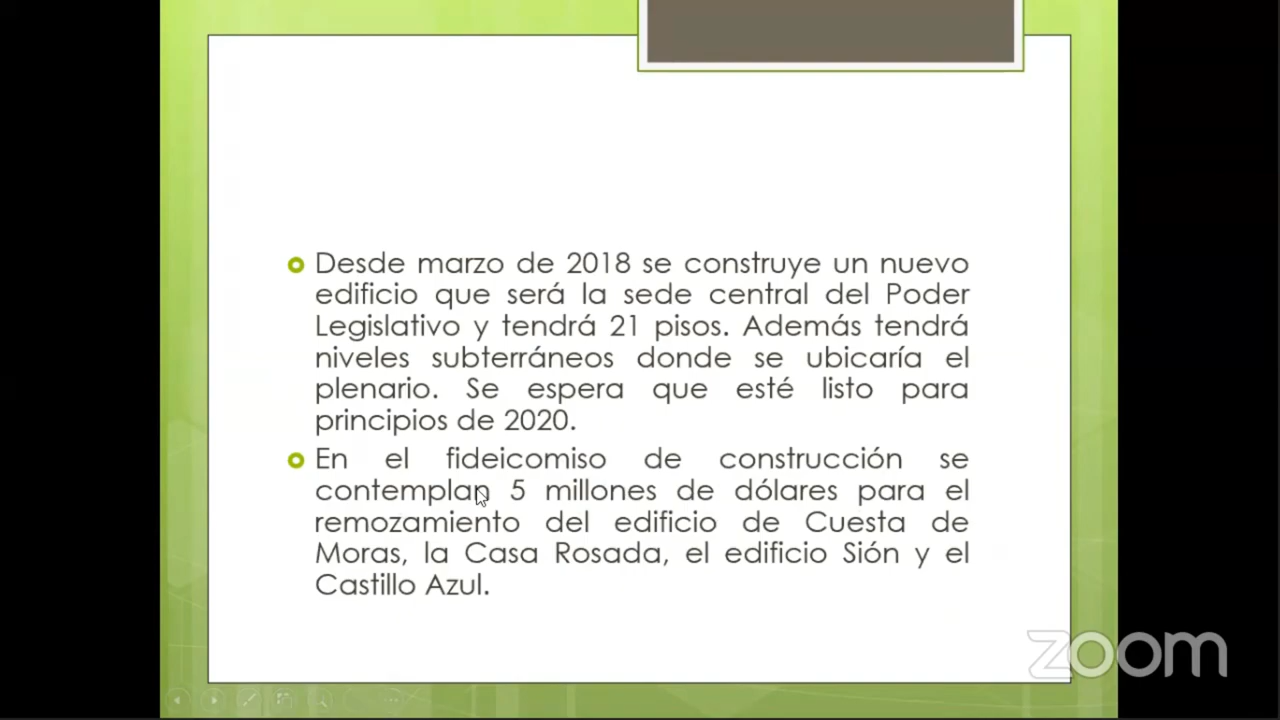 Desde marzo de 2018 se construye un nuevo
edificio que será la sede central del Poder
Legislativo y tendrá 21 pisos. Además tendrá
niveles subterráneos donde se ubicaría el
plenario. Se espera que esté listo para
principios de 2020.
En el fideicomiso de construcción se
contemplan 5 millones de dólares para el
remozamiento del edificio de Cuesta de
Moras, la Casa Rosada, el edificio Sión y el
Castillo Azul.
zoom